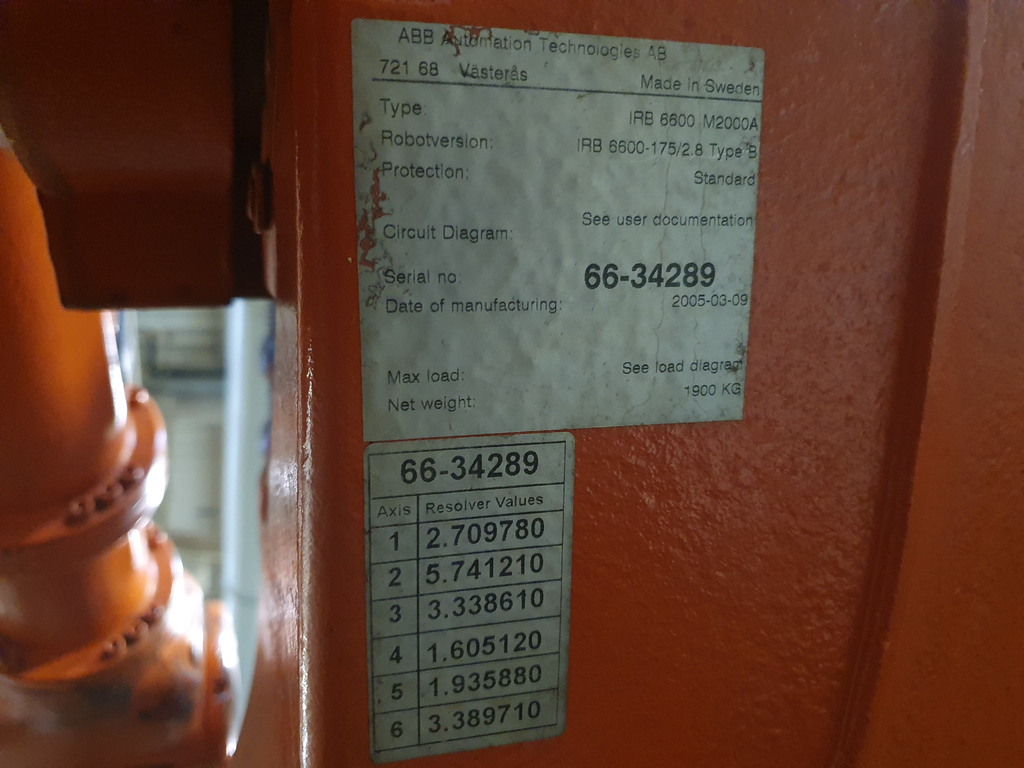 ABB Automation Technologies AB
721 68 Västerås Made in Sweden
Type: IRB 6600 M2000A
Robotversion: IRB 6600-175/2.8 Type B
Protection: Standard
Circuit Diagram: See user documentation
Serial no: 66-34289
Date of manufacturing: 2005-03-09
Max load: See load diagram
Net weight: 1900 KG
66-34289
Axis Resolver Values
1 2.709780
2 5.741210
3 3.338610
4 1.605120
5 1.935880
6 3.389710